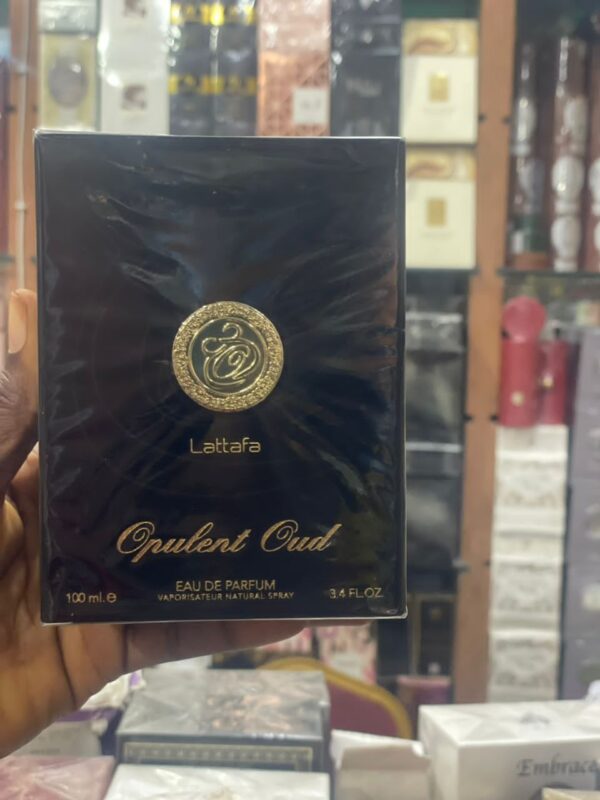 Lattafa
Opulent Oud
EAU DE PARFUM
100 ml. e 3.4 FL.OZ.
VAPORISATEUR NATURAL SPRAY
Embrace